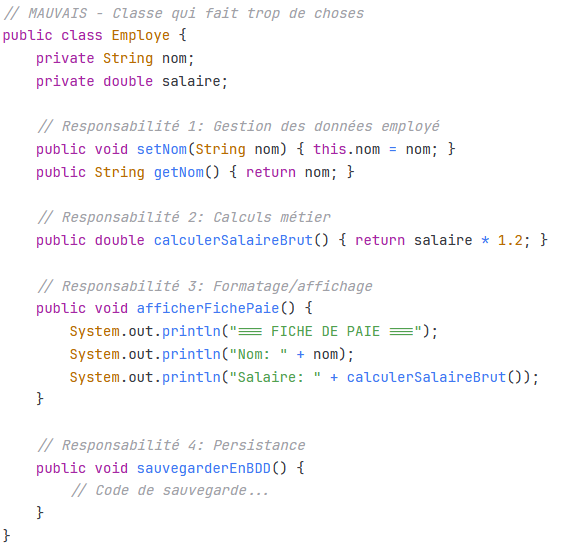 // MAUVAIS - Classe qui fait trop de choses
public class Employe {
    private String nom;
    private double salaire;

    // Responsabilité 1: Gestion des données employé
    public void setNom(String nom) { this.nom = nom; }
    public String getNom() { return nom; }

    // Responsabilité 2: Calculs métier
    public double calculerSalaireBrut() { return salaire * 1.2; }

    // Responsabilité 3: Formatage/affichage
    public void afficherFichePaie() {
        System.out.println("=== FICHE DE PAIE ===");
        System.out.println("Nom: " + nom);
        System.out.println("Salaire: " + calculerSalaireBrut());
    }

    // Responsabilité 4: Persistance
    public void sauvegarderEnBDD() {
        // Code de sauvegarde...
    }
}